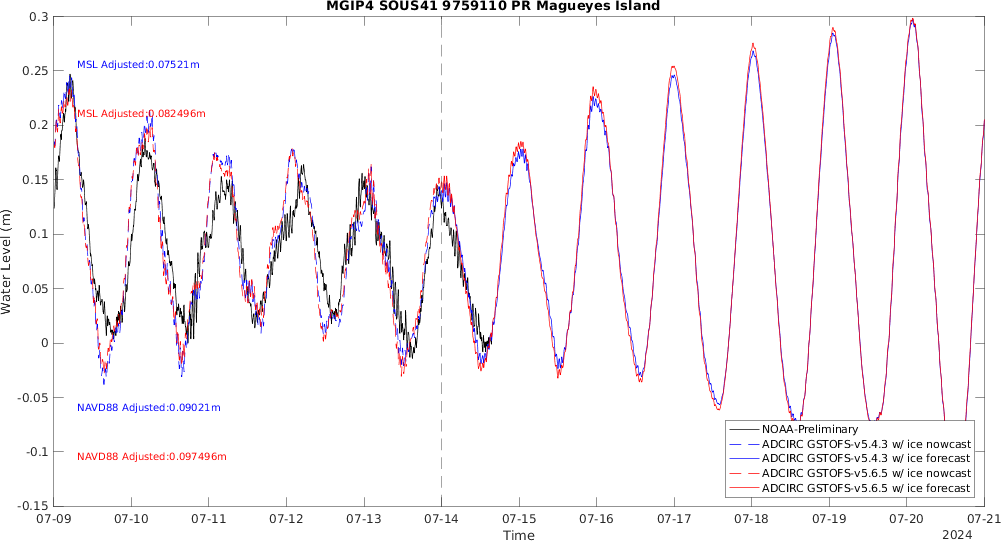 MGIP4 SOUS41 9759110 PR Magueyes Island
0.3
0.25
0.2
0.15
0.1
0.05
0
-0.05
-0.1
-0.15
Water Level (m)
MSL Adjusted:0.07521m
MSL Adjusted:0.082496m
NAVD88 Adjusted:0.09021m
NAVD88 Adjusted:0.097496m
NOAA-Preliminary
ADCIRC GSTOFS-v5.4.3 w/ ice nowcast
ADCIRC GSTOFS-v5.4.3 w/ ice forecast
ADCIRC GSTOFS-v5.6.5 w/ ice nowcast
ADCIRC GSTOFS-v5.6.5 w/ ice forecast
07-09 07-10 07-11 07-12 07-13 07-14 07-15 07-16 07-17 07-18 07-19 07-20 07-21
Time
2024